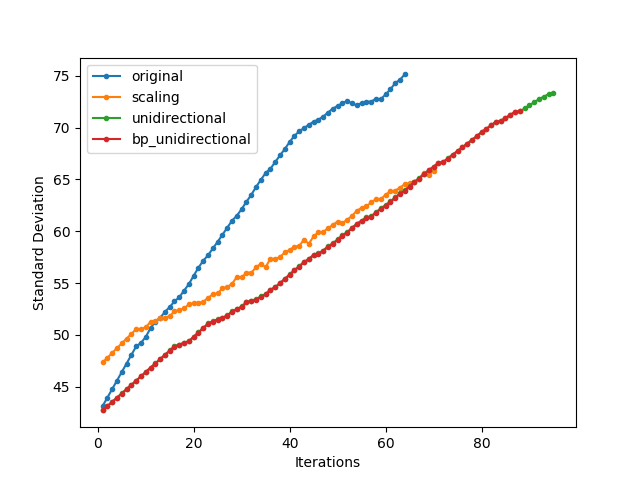 original
scaling
unidirectional
bp_unidirectional
75
70
65
60
55
50
45
Standard Deviation
0 20 40 60 80
Iterations